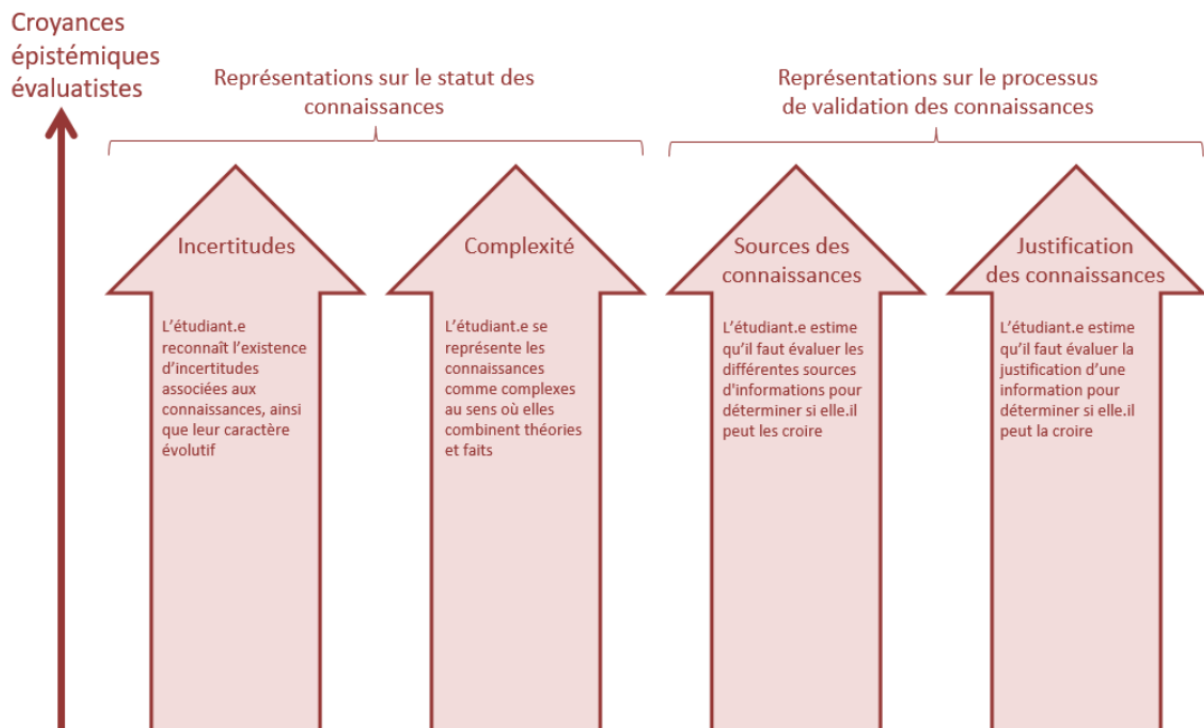 Croyances
épistémiques
évaluatistes
Représentations sur le statut des
connaissances
Représentations sur le processus
de validation des connaissances
Incertitudes
L'étudiant.e
reconnaît l'existence
d'incertitudes
associées aux
connaissances, ainsi
que leur caractère
évolutif
Complexité
L'étudiant.e se
représente les
connaissances
comme complexes
au sens où elles
combinent théories
et faits
Sources des
connaissances
L'étudiant.e estime
qu'il faut évaluer les
différentes sources
d'informations pour
déterminer si elle.il
peut les croire
Justification
des connaissances
L'étudiant.e estime
qu'il faut évaluer la
justification d'une
information pour
déterminer si elle.il
peut la croire